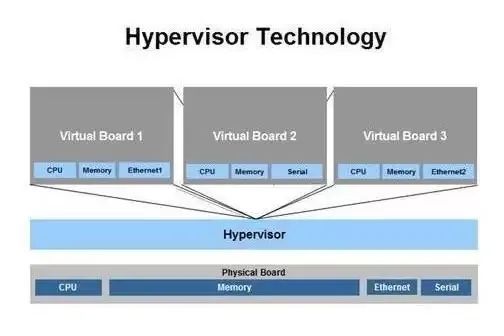 Hypervisor Technology
Virtual Board 1
CPU Memory Ethernet1
Virtual Board 2
CPU Memory Serial
Virtual Board 3
CPU Memory Ethernet2
Hypervisor
Physical Board
CPU Memory Ethernet Serial